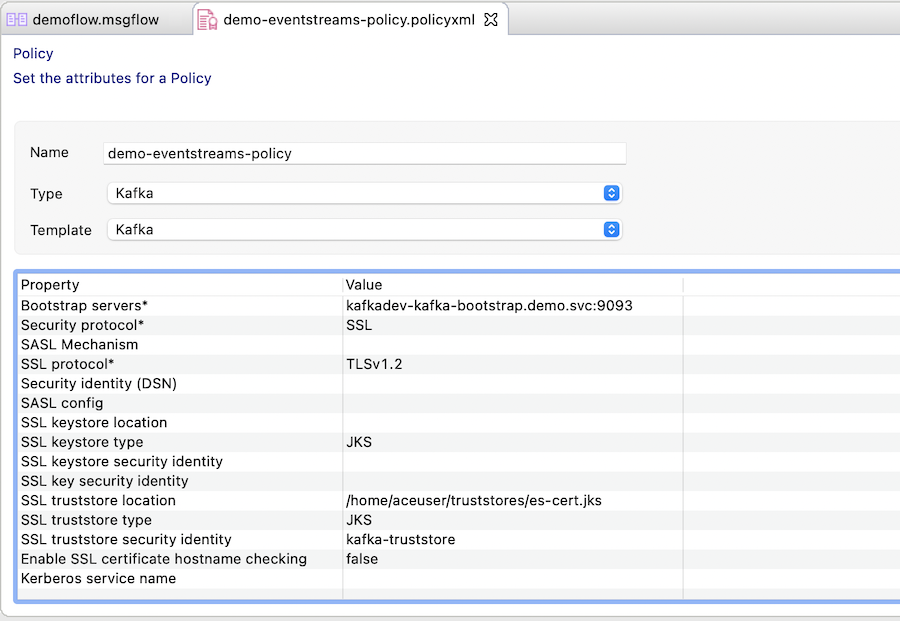 demoflow.msgflow demo-eventstreams-policy.policyxml
Policy
Set the attributes for a Policy
Name demo-eventstreams-policy
Type Kafka
Template Kafka
Property Value
Bootstrap servers* kafkadev-kafka-bootstrap.demo.svc:9093
Security protocol* SSL
SASL Mechanism
SSL protocol* TLSv1.2
Security identity (DSN)
SASL config
SSL keystore location
SSL keystore type JKS
SSL keystore security identity
SSL key security identity
SSL truststore location /home/aceuser/truststores/es-cert.jks
SSL truststore type JKS
SSL truststore security identity kafka-truststore
Enable SSL certificate hostname checking false
Kerberos service name